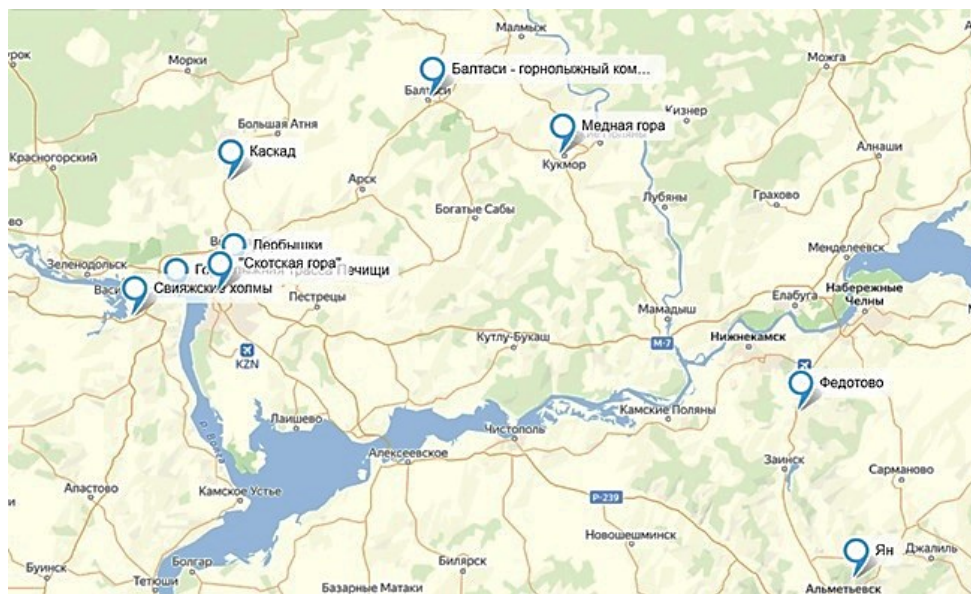 Малмыж
Морки
Можга
Балтаси - горнолыжный ком...
Балтаси
Кизнер
Большая Атня
Медная гора
Поляны
Каскад
Красногорский
Кукмор
Алнаши
Арск
Грахово
Лубяны
Богатые Сабы
Дербышки
Менделеевск
"Скотская гора"
Зеленодольск
Печищи
Свияжские холмы
Пестрецы
Елабуга
Набережные
Челны
Мамадыш
Кутлу-Букаш
Нижнекамск
М-7
KZN
Федотово
Камские Поляны
Лаишево
Чистополь
р. Волга
Алексеевское
Заинск
Сарманово
Апастово
Камское Устье
Р-239
Новошешминск
Ян
Джалиль
Буинск
Болгар
Билярск
Тетюши
Базарные Матаки
Альметьевск